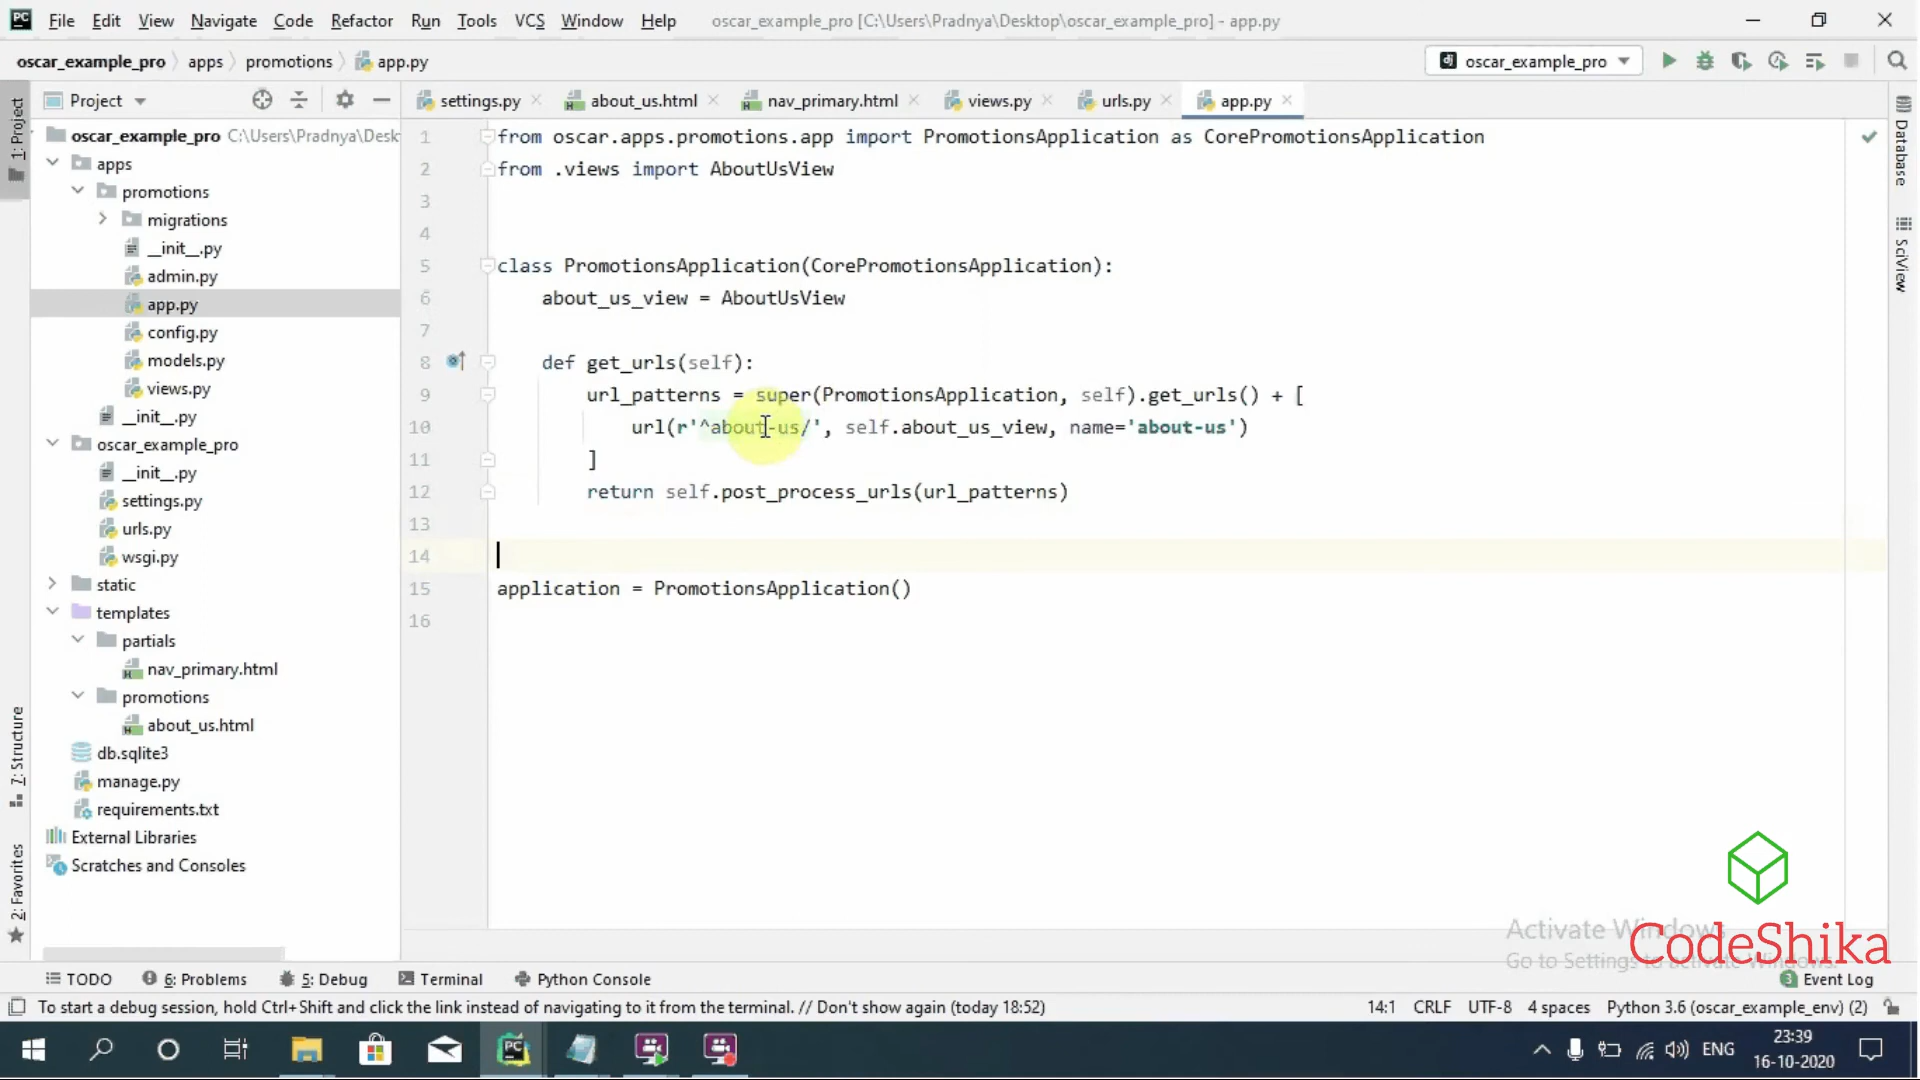 PC File Edit View Navigate Code Refactor Run Tools VCS Window Help oscar_example_pro [C:\Users\Pradnya\Desktop\oscar_example_pro] - app.py
oscar_example_pro apps promotions app.py dj oscar_example_pro
Project settings.py about_us.html nav_primary.html views.py urls.py app.py
1: Project
7: Structure
2: Favorites
oscar_example_pro C:\Users\Pradnya\Desk
apps
promotions
migrations
__init__.py
admin.py
app.py
config.py
models.py
views.py
__init__.py
oscar_example_pro
__init__.py
settings.py
urls.py
wsgi.py
static
templates
partials
nav_primary.html
promotions
about_us.html
db.sqlite3
manage.py
requirements.txt
External Libraries
Scratches and Consoles
1 from oscar.apps.promotions.app import PromotionsApplication as CorePromotionsApplication
2 from .views import AboutUsView
3
4
5 class PromotionsApplication(CorePromotionsApplication):
6 about_us_view = AboutUsView
7
8 def get_urls(self):
9 url_patterns = super(PromotionsApplication, self).get_urls() + [
10 url(r'^about-us/', self.about_us_view, name='about-us')
11 ]
12 return self.post_process_urls(url_patterns)
13
14
15 application = PromotionsApplication()
16
Database
SciView
Activate Windows
Go to Settings to activate Windows.
CodeShika
TODO 6: Problems 5: Debug Terminal Python Console 3 Event Log
To start a debug session, hold Ctrl+Shift and click the link instead of navigating to it from the terminal. // Don't show again (today 18:52) 14:1 CRLF UTF-8 4 spaces Python 3.6 (oscar_example_env) (2)
PC ENG 23:39
16-10-2020